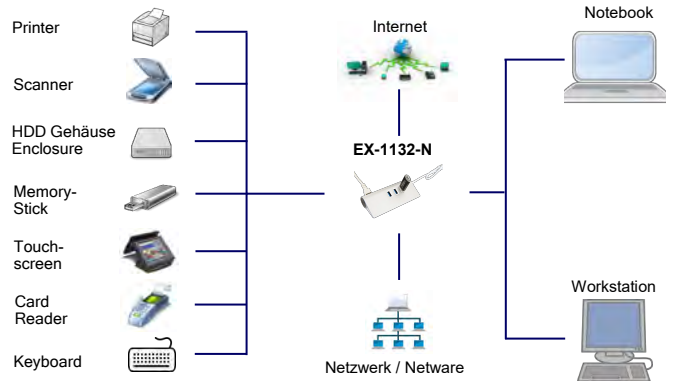 Printer
Scanner
HDD Gehäuse
Enclosure
Memory-
Stick
Touch-
screen
Card
Reader
Keyboard
Internet
EX-1132-N
Netzwerk / Netware
Notebook
Workstation